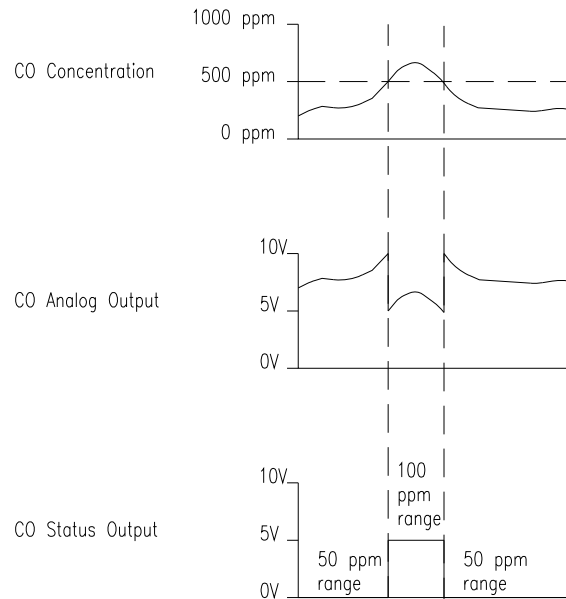 1000 ppm
CO Concentration
500 ppm
0 ppm
10V
CO Analog Output
5V
0V
10V
100
ppm
range
CO Status Output
5V
50 ppm
range
50 ppm
range
0V